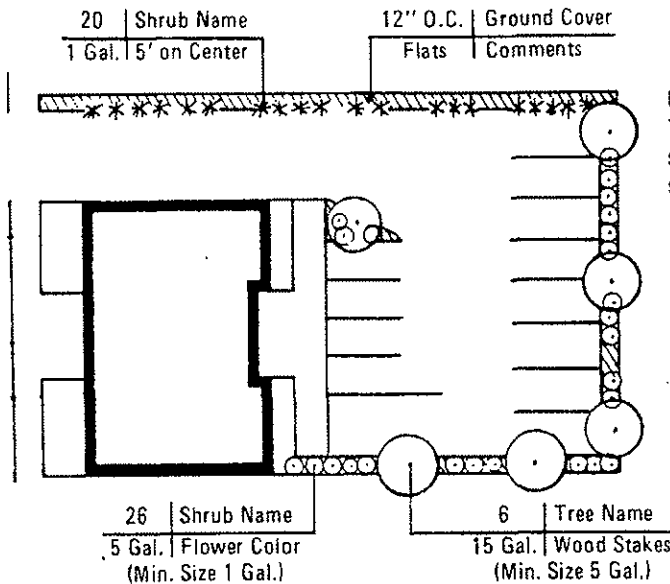 20 Shrub Name
1 Gal. 5' on Center
12" O.C. Ground Cover
Flats Comments
26 Shrub Name
5 Gal. Flower Color
(Min. Size 1 Gal.)
6 Tree Name
15 Gal. Wood Stakes
(Min. Size 5 Gal.)